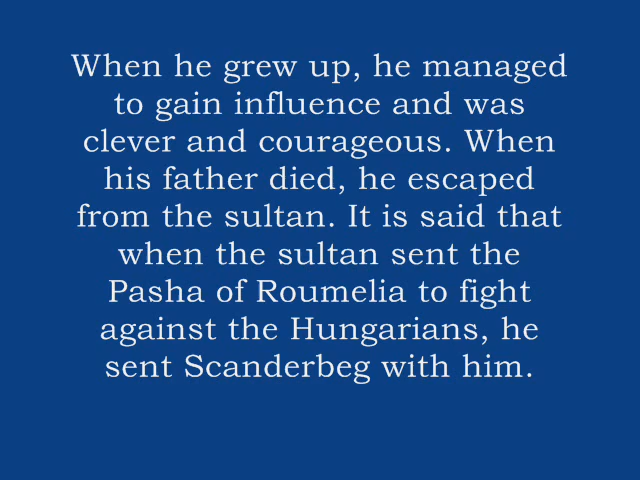 When he grew up, he managed
to gain influence and was
clever and courageous. When
his father died, he escaped
from the sultan. It is said that
when the sultan sent the
Pasha of Roumelia to fight
against the Hungarians, he
sent Scanderbeg with him.